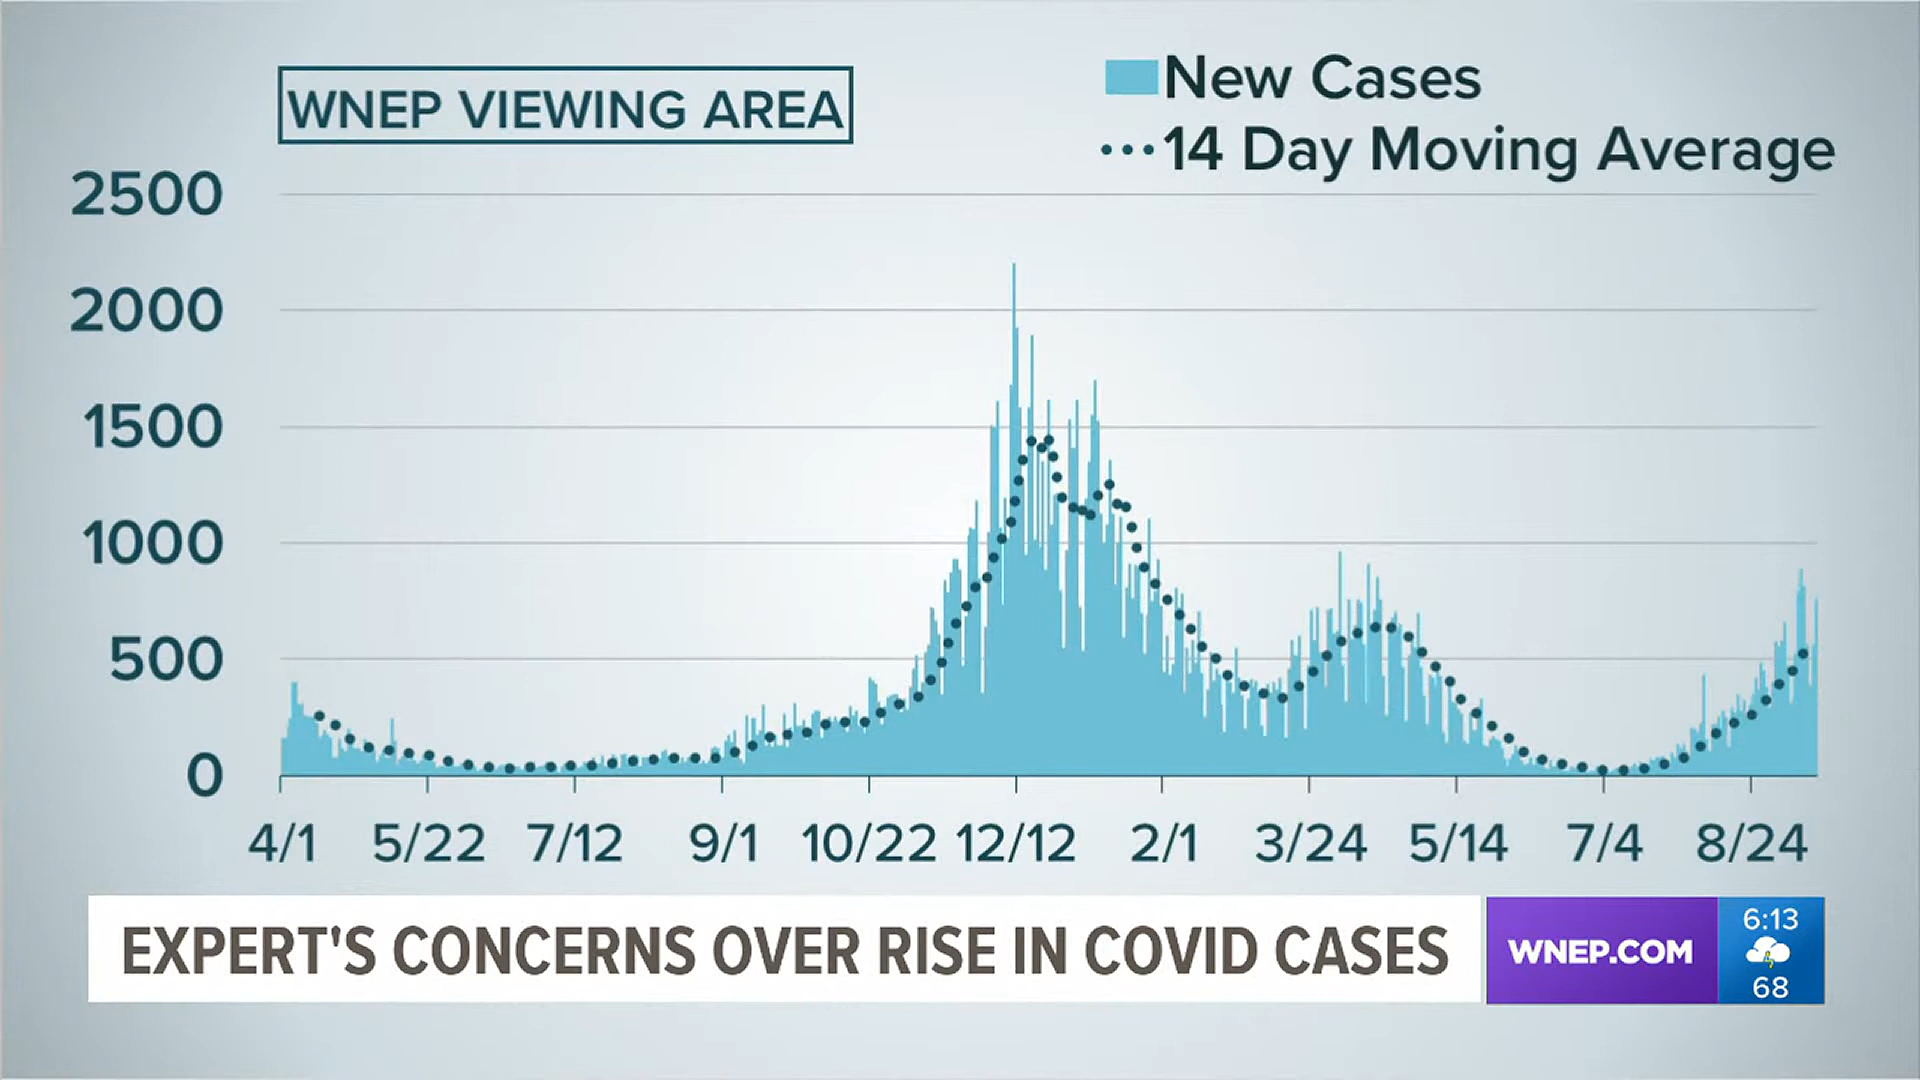 WNEP VIEWING AREA
New Cases
14 Day Moving Average
2500
2000
1500
1000
500
0
4/1 5/22 7/12 9/1 10/22 12/12 2/1 3/24 5/14 7/4 8/24
EXPERT'S CONCERNS OVER RISE IN COVID CASES
WNEP.COM
6:13
68